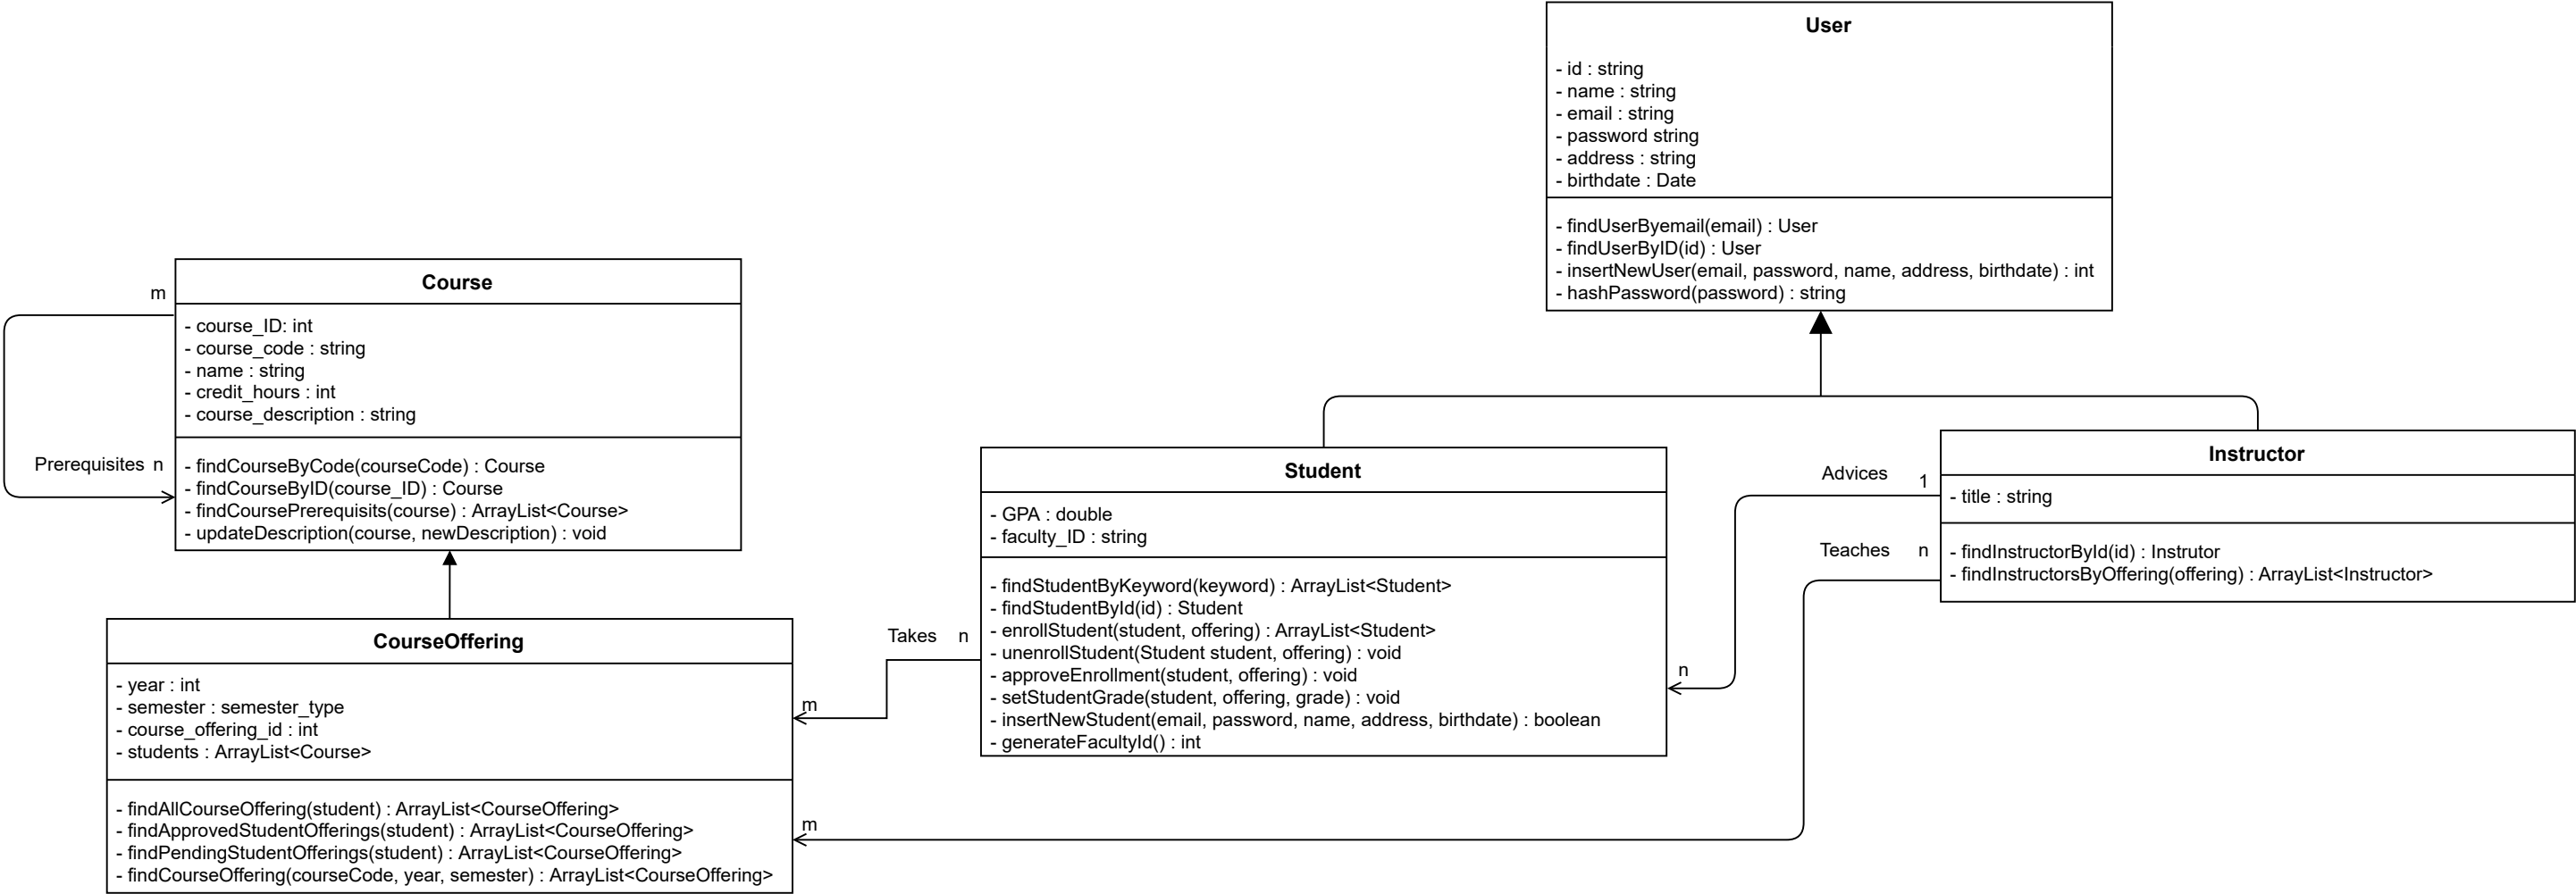 User
- id : string
- name : string
- email : string
- password string
- address : string
- birthdate : Date
- findUserByemail(email) : User
- findUserByID(id) : User
- insertNewUser(email, password, name, address, birthdate) : int
- hashPassword(password) : string
Course
m
- course_ID: int
- course_code : string
- name : string
- credit_hours : int
- course_description : string
Prerequisites n
- findCourseByCode(courseCode) : Course
- findCourseByID(course_ID) : Course
- findCoursePrerequisits(course) : ArrayList<Course>
- updateDescription(course, newDescription) : void
Student
- GPA : double
- faculty_ID : string
- findStudentByKeyword(keyword) : ArrayList<Student>
- findStudentById(id) : Student
- enrollStudent(student, offering) : ArrayList<Student>
- unenrollStudent(Student student, offering) : void
- approveEnrollment(student, offering) : void
- setStudentGrade(student, offering, grade) : void
- insertNewStudent(email, password, name, address, birthdate) : boolean
- generateFacultyId() : int
Advices 1
n
Teaches n
Instructor
- title : string
- findInstructorById(id) : Instrutor
- findInstructorsByOffering(offering) : ArrayList<Instructor>
Takes n
m
CourseOffering
- year : int
- semester : semester_type
- course_offering_id : int
- students : ArrayList<Course>
- findAllCourseOffering(student) : ArrayList<CourseOffering>
- findApprovedStudentOfferings(student) : ArrayList<CourseOffering>
- findPendingStudentOfferings(student) : ArrayList<CourseOffering>
- findCourseOffering(courseCode, year, semester) : ArrayList<CourseOffering>
m